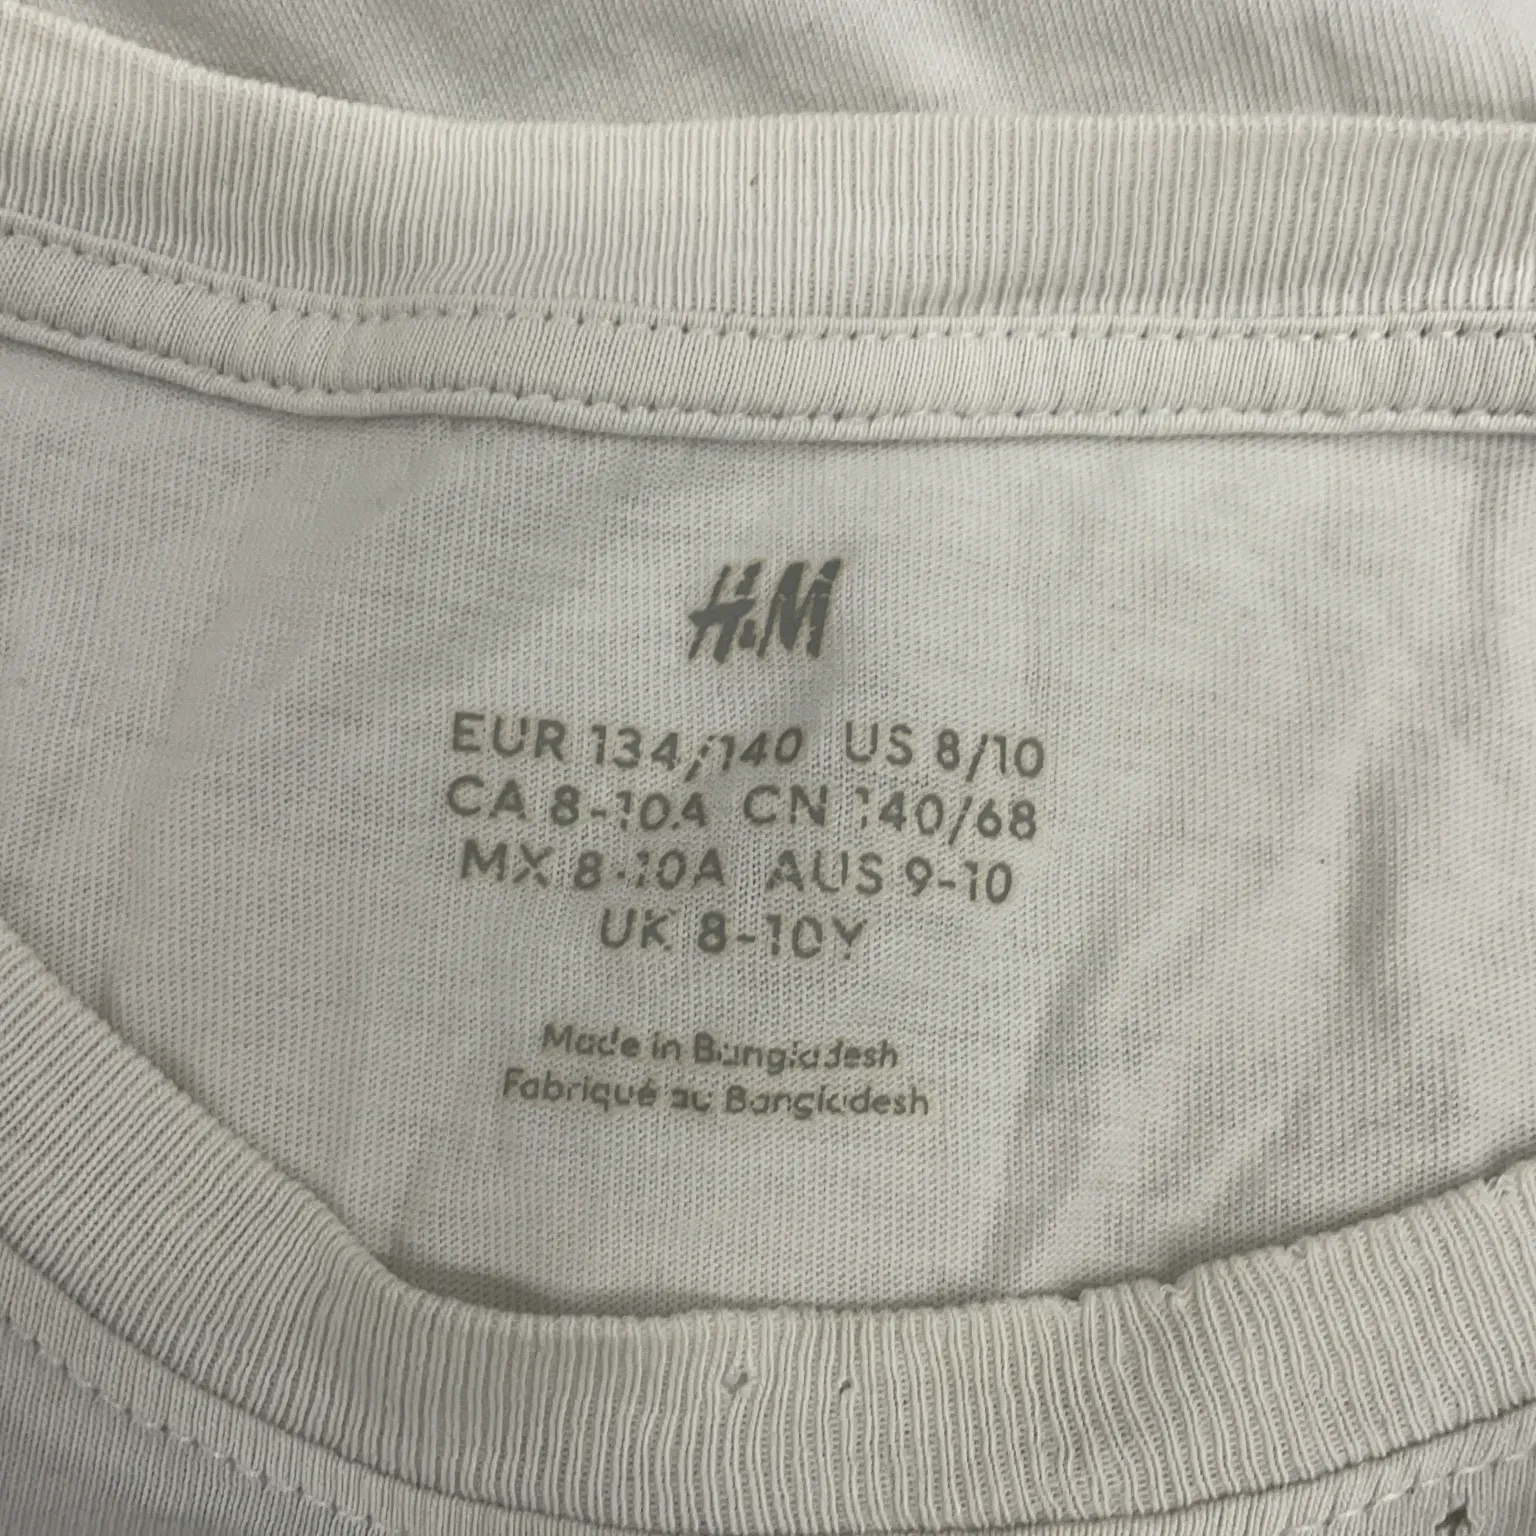 H&M
EUR 134/140 US 8/10
CA 8-10A CN 140/68
MX 8-10A AUS 9-10
UK 8-10Y
Made in Bangladesh
Fabriqué au Bangladesh